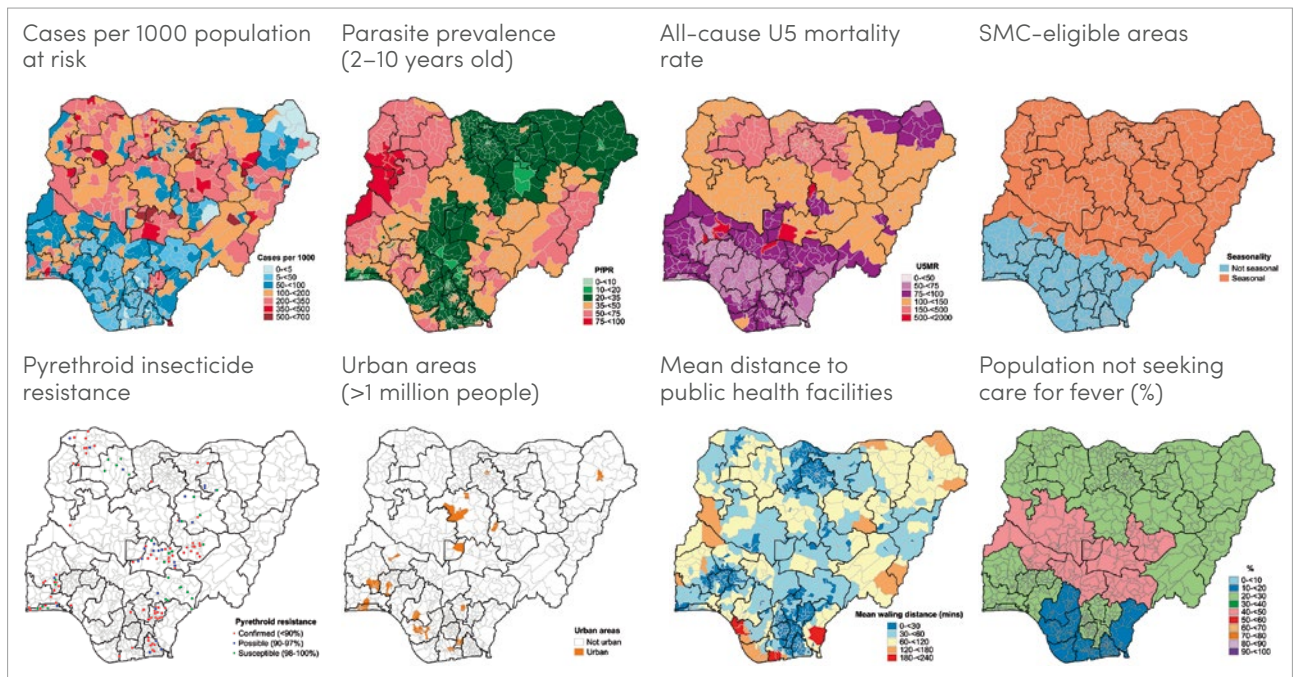 Cases per 1000 population
at risk
Cases per 1000
0-<5
5-<50
50-<100
100-<200
200-<350
350-<500
500-<700
Parasite prevalence
(2–10 years old)
PfPR
0-<10
10-<20
20-<35
35-<50
50-<75
75-<100
All-cause U5 mortality
rate
U5MR
0-<50
50-<75
75-<100
100-<150
150-<500
500-<2000
SMC-eligible areas
Seasonality
Not seasonal
Seasonal
Pyrethroid insecticide
resistance
Pyrethroid resistance
Confirmed (<90%)
Possible (90-97%)
Susceptible (98-100%)
Urban areas
(>1 million people)
Urban areas
Not urban
Urban
Mean distance to
public health facilities
Mean waling distance (mins)
0-<30
30-<60
60-<120
120-<180
180-<240
Population not seeking
care for fever (%)
%
0-<10
10-<20
20-<30
30-<40
40-<50
50-<60
60-<70
70-<80
80-<90
90-<100